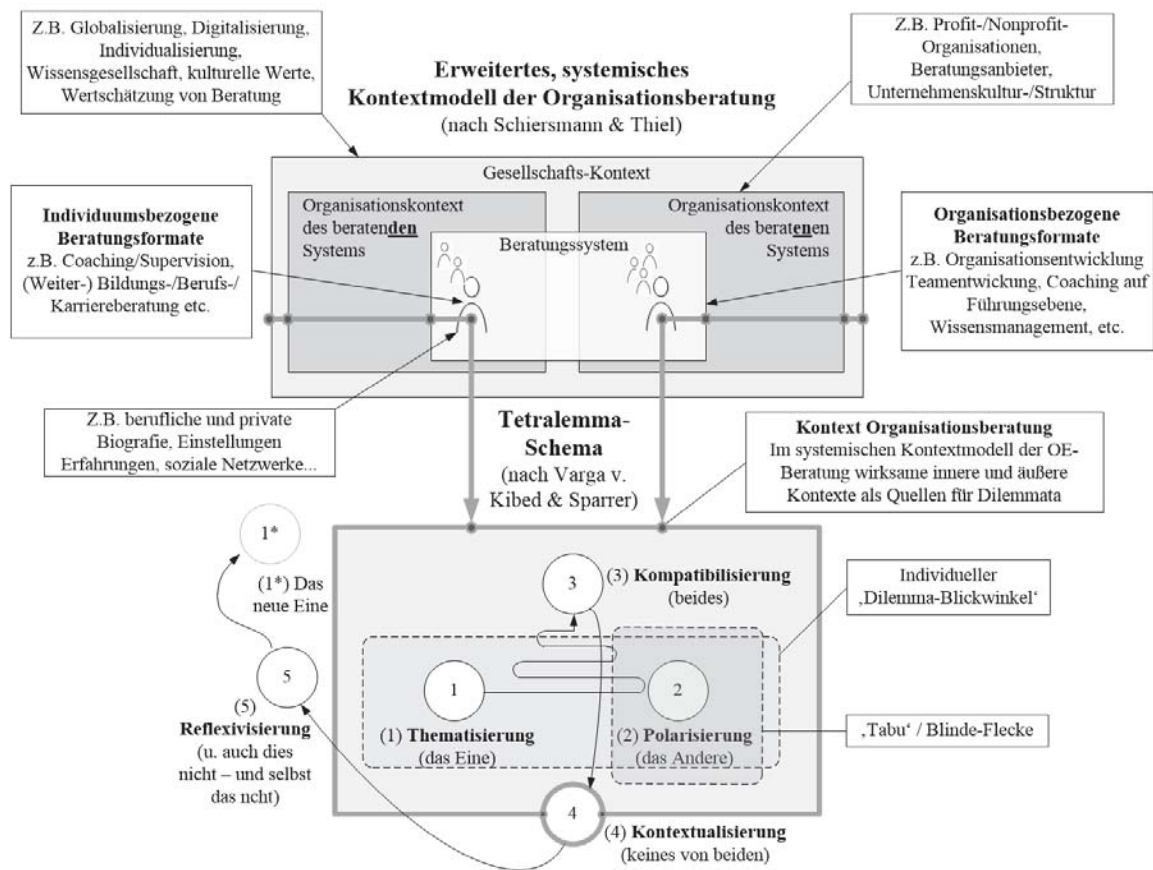 Z.B. Globalisierung, Digitalisierung,
Individualisierung,
Wissensgesellschaft, kulturelle Werte,
Wertschätzung von Beratung
Erweitertes, systemisches
Kontextmodell der Organisationsberatung
(nach Schiersmann & Thiel)
Z.B. Profit-/Nonprofit-
Organisationen,
Beratungsanbieter,
Unternehmenskultur-/Struktur
Gesellschafts-Kontext
Organisationskontext
des beratenden
Systems
Organisationskontext
des beratenen
Systems
Beratungssystem
Individuumsbezogene
Beratungsformate
z.B. Coaching/Supervision,
(Weiter-) Bildungs-/Berufs-/
Karriereberatung etc.
Organisationsbezogene
Beratungsformate
z.B. Organisationsentwicklung
Teamentwickung, Coaching auf
Führungsebene,
Wissensmanagement, etc.
Z.B. berufliche und private
Biografie, Einstellungen
Erfahrungen, soziale Netzwerke...
Tetralemma-
Schema
(nach Varga v.
Kibed & Sparrer)
Kontext Organisationsberatung
Im systemischen Kontextmodell der OE-
Beratung wirksame innere und äußere
Kontexte als Quellen für Dilemmata
1*
(1*) Das
neue Eine
3
(3) Kompatibilisierung
(beides)
Individueller
‚Dilemma-Blickwinkel‘
5
(5)
Reflexivisierung
(u. auch dies
nicht – und selbst
das ncht)
1
(1) Thematisierung
(das Eine)
2
(2) Polarisierung
(das Andere)
‚Tabu‘ / Blinde-Flecke
4
(4) Kontextualisierung
(keines von beiden)